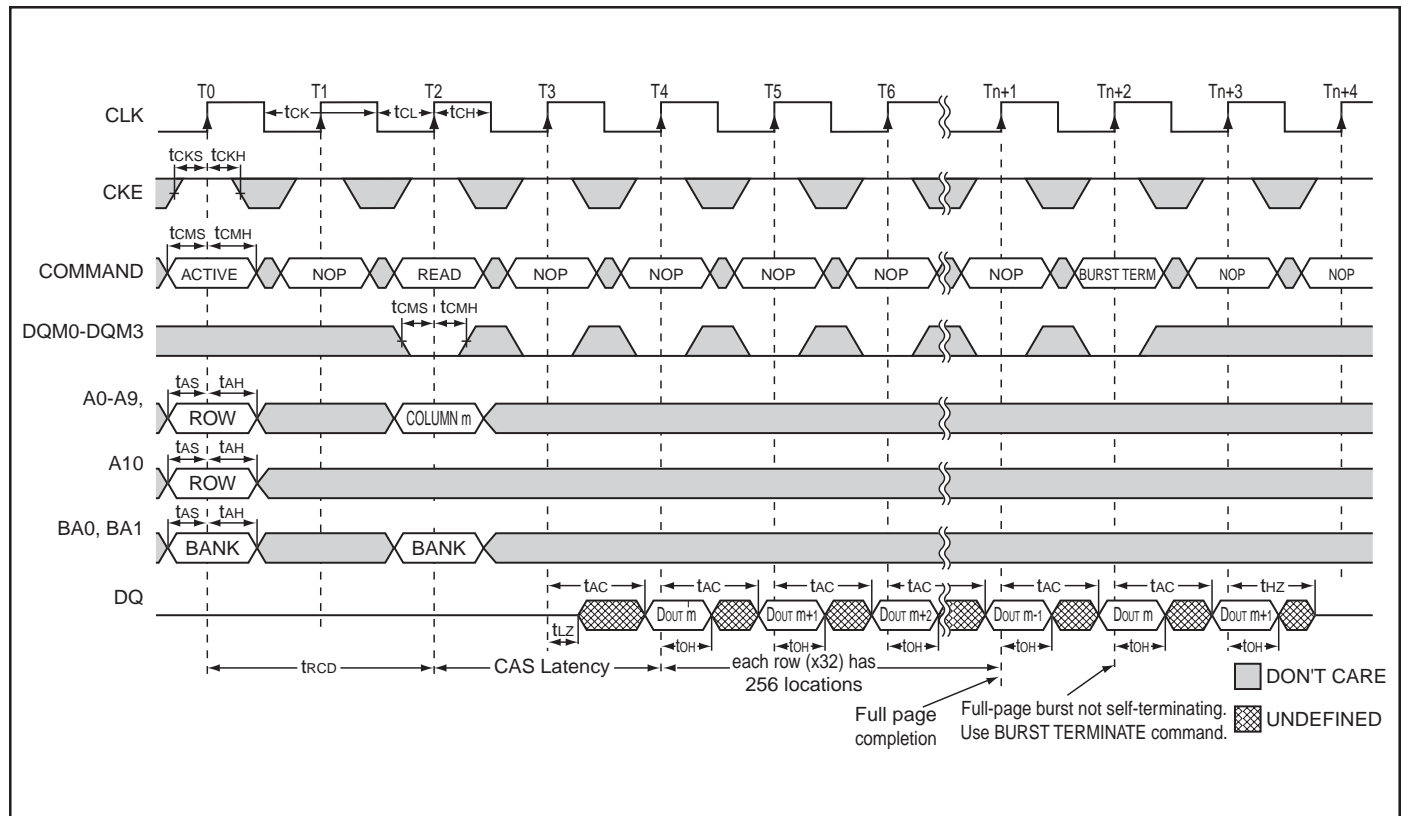 T0 T1 T2 T3 T4 T5 T6 Tn+1 Tn+2 Tn+3 Tn+4
CLK tCK tCL tCH
tCKS tCKH
CKE
tCMS tCMH
COMMAND ACTIVE NOP READ NOP NOP NOP NOP NOP BURST TERM NOP NOP
tCMS tCMH
DQM0-DQM3
tAS tAH
A0-A9, ROW COLUMN m
tAS tAH
A10 ROW
tAS tAH
BA0, BA1 BANK BANK
tAC tAC tAC tAC tAC tAC tHZ
DQ DOUT m DOUT m+1 DOUT m+2 DOUT m-1 DOUT m DOUT m+1
tLZ tOH tOH tOH tOH tOH tOH
tRCD CAS Latency each row (x32) has
256 locations
DON'T CARE
UNDEFINED
Full page
completion
Full-page burst not self-terminating.
Use BURST TERMINATE command.